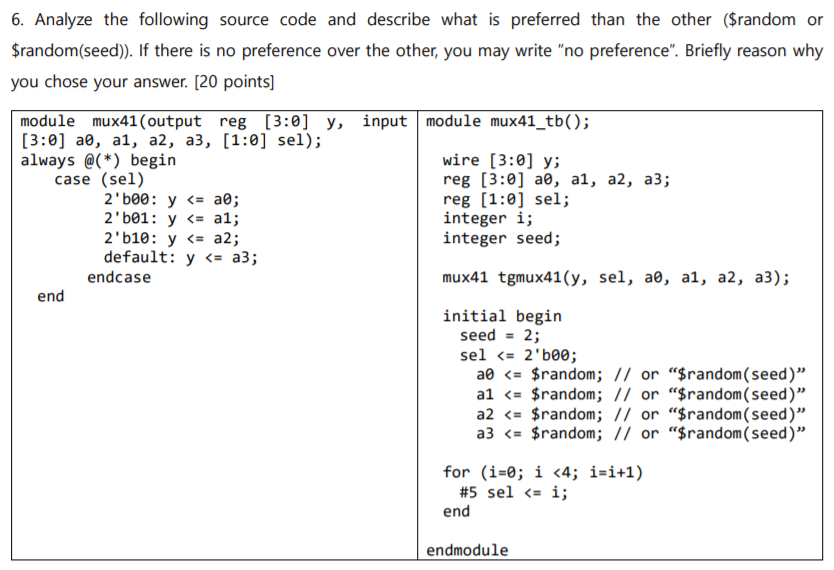 6. Analyze the following source code and describe what is preferred than the other ($random or
$random(seed)). If there is no preference over the other, you may write "no preference". Briefly reason why
you chose your answer. [20 points]
module mux41(output reg [3:0] y, input
[3:0] a0, a1, a2, a3, [1:0] sel);
always @(*) begin
case (sel)
2'b00: y <= a0;
2'b01: y <= a1;
2'b10: y <= a2;
default: y <= a3;
endcase
end
module mux41_tb();
wire [3:0] y;
reg [3:0] a0, a1, a2, a3;
reg [1:0] sel;
integer i;
integer seed;
mux41 tgmux41(y, sel, a0, a1, a2, a3);
initial begin
seed = 2;
sel <= 2'b00;
a0 <= $random; // or “$random(seed)”
a1 <= $random; // or “$random(seed)”
a2 <= $random; // or “$random(seed)”
a3 <= $random; // or “$random(seed)”
for (i=0; i <4; i=i+1)
#5 sel <= i;
end
endmodule